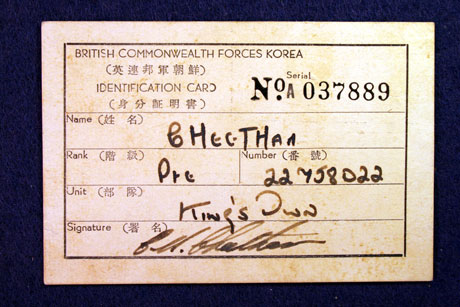 BRITISH COMMONWEALTH FORCES KOREA
(英連邦軍朝鮮)
IDENTIFICATION CARD
(身分証明書)
Serial
No. A 037889
Name (姓名)
CHEETHAM
Rank (階級) Number (番號)
Pte 22458022
Unit (部隊)
King's Own
Signature (署名)